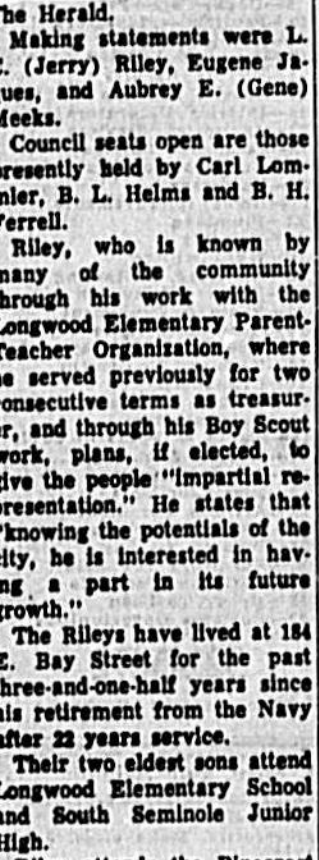 The Herald.
Making statements were L.
E. (Jerry) Riley, Eugene Ja-
ques, and Aubrey E. (Gene)
Meeks.
Council seats open are those
presently held by Carl Lom-
mler, B. L. Helms and B. H.
Ferrell.
Riley, who is known by
many of the community
through his work with the
Longwood Elementary Parent-
Teacher Organization, where
he served previously for two
consecutive terms as treasur-
er, and through his Boy Scout
work, plans, if elected, to
give the people "impartial re-
presentation." He states that
"knowing the potentials of the
city, he is interested in hav-
ing a part in its future
growth."
The Rileys have lived at 184
E. Bay Street for the past
three-and-one-half years since
his retirement from the Navy
after 22 years service.
Their two eldest sons attend
Longwood Elementary School
and South Seminole Junior
High.